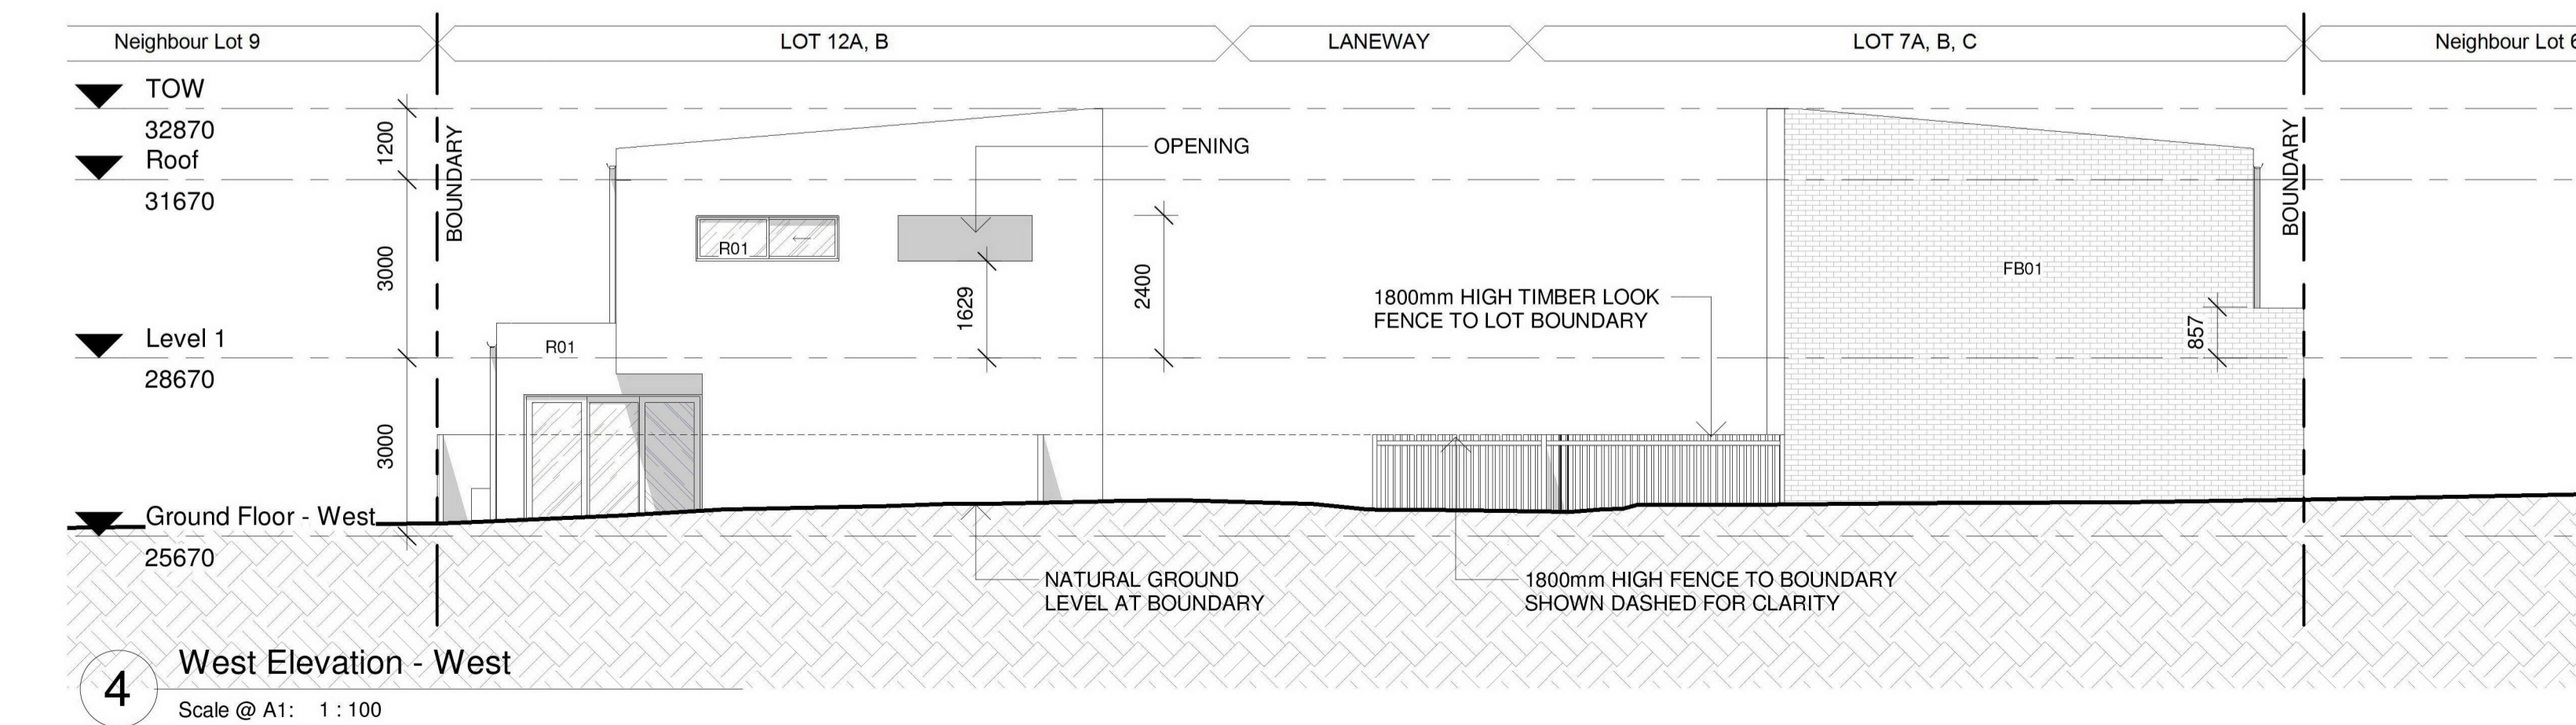 Neighbour Lot 9
LOT 12A, B
LANEWAY
LOT 7A, B, C
Neighbour Lot 6
TOW
32870
Roof
31670
Level 1
28670
Ground Floor - West
25670
1200
3000
3000
BOUNDARY
R01
R01
OPENING
1629
2400
1800mm HIGH TIMBER LOOK
FENCE TO LOT BOUNDARY
FB01
857
BOUNDARY
NATURAL GROUND
LEVEL AT BOUNDARY
1800mm HIGH FENCE TO BOUNDARY
SHOWN DASHED FOR CLARITY
4
West Elevation - West
Scale @ A1: 1 : 100